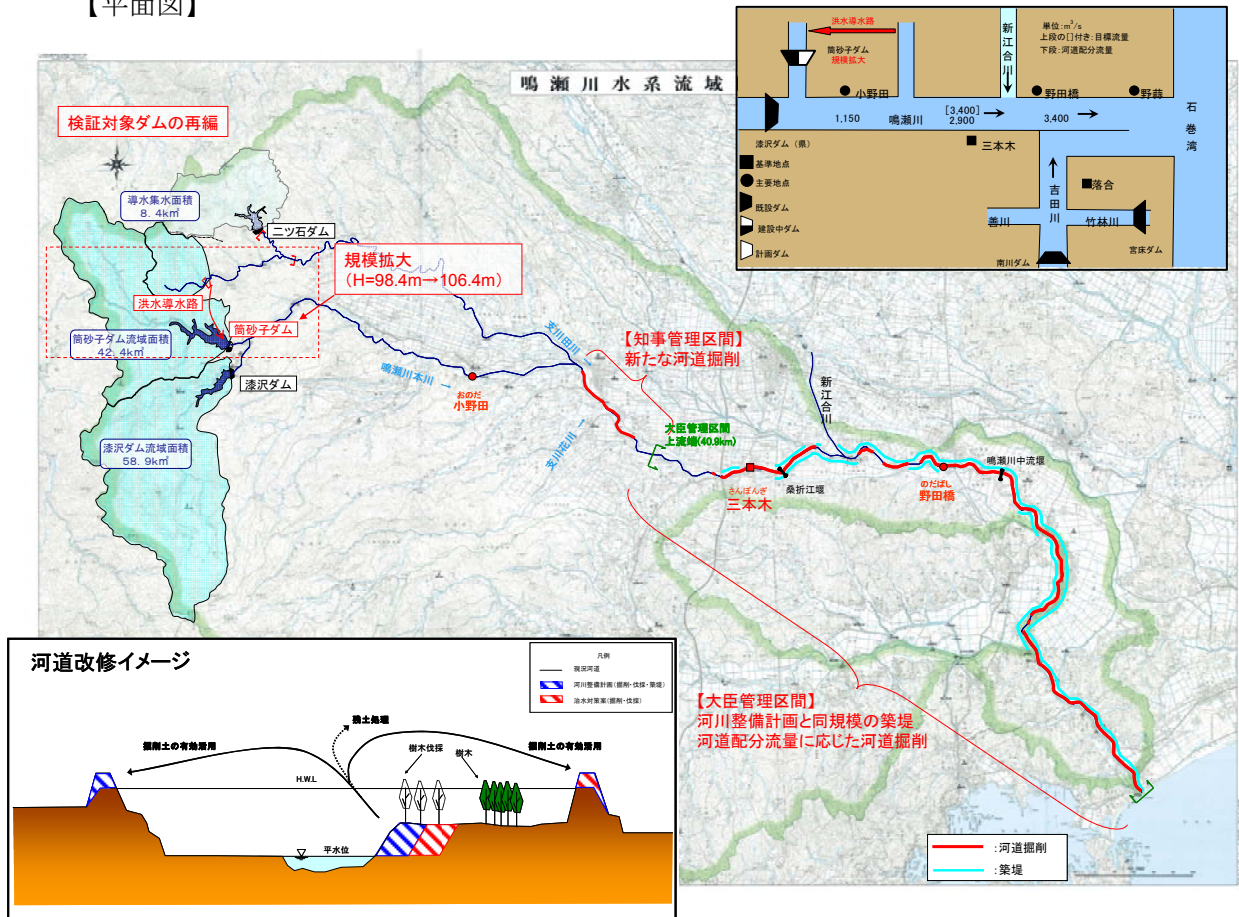 【平面図】
鳴瀬川水系流域
検証対象ダムの再編
導水集水面積
8.4km²
二ツ石ダム
規模拡大
(H=98.4m→106.4m)
洪水導水路
筒砂子ダム
筒砂子ダム流域面積
42.4km²
漆沢ダム
漆沢ダム流域面積
58.9km²
鳴瀬川本川 →
おのだ
小野田
支川田川 →
支川花川 →
【知事管理区間】
新たな河道掘削
大臣管理区間
上流端(40.9km)
さんぼんぎ
三本木
桑折江堰
新江合川
のだばし
野田橋
鳴瀬川中流堰
【大臣管理区間】
河川整備計画と同規模の築堤
河道配分流量に応じた河道掘削
:河道掘削
:築堤
洪水導水路
筒砂子ダム
規模拡大
新江合川
単位:m³/s
上段の[]付き:目標流量
下段:河道配分流量
小野田
野田橋
野蒜
石巻湾
1,150
鳴瀬川
[3,400]
2,900
3,400
漆沢ダム(県)
三本木
基準地点
主要地点
既設ダム
建設中ダム
計画ダム
吉田川
落合
善川
竹林川
宮床ダム
南川ダム
河道改修イメージ
凡例
現況河道
河川整備計画(掘削・伐採・築堤)
治水対策案(掘削・伐採)
残土処理
掘削土の有効活用
掘削土の有効活用
樹木伐採
樹木
H.W.L
平水位